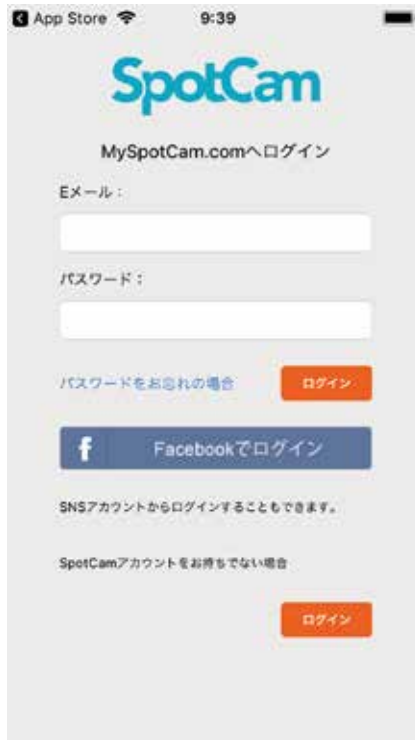 App Store
9:39
SpotCam
MySpotCam.comへログイン
Eメール：
パスワード：
パスワードをお忘れの場合 ログイン
f Facebookでログイン
SNSアカウントからログインすることもできます。
SpotCamアカウントをお持ちでない場合
ログイン